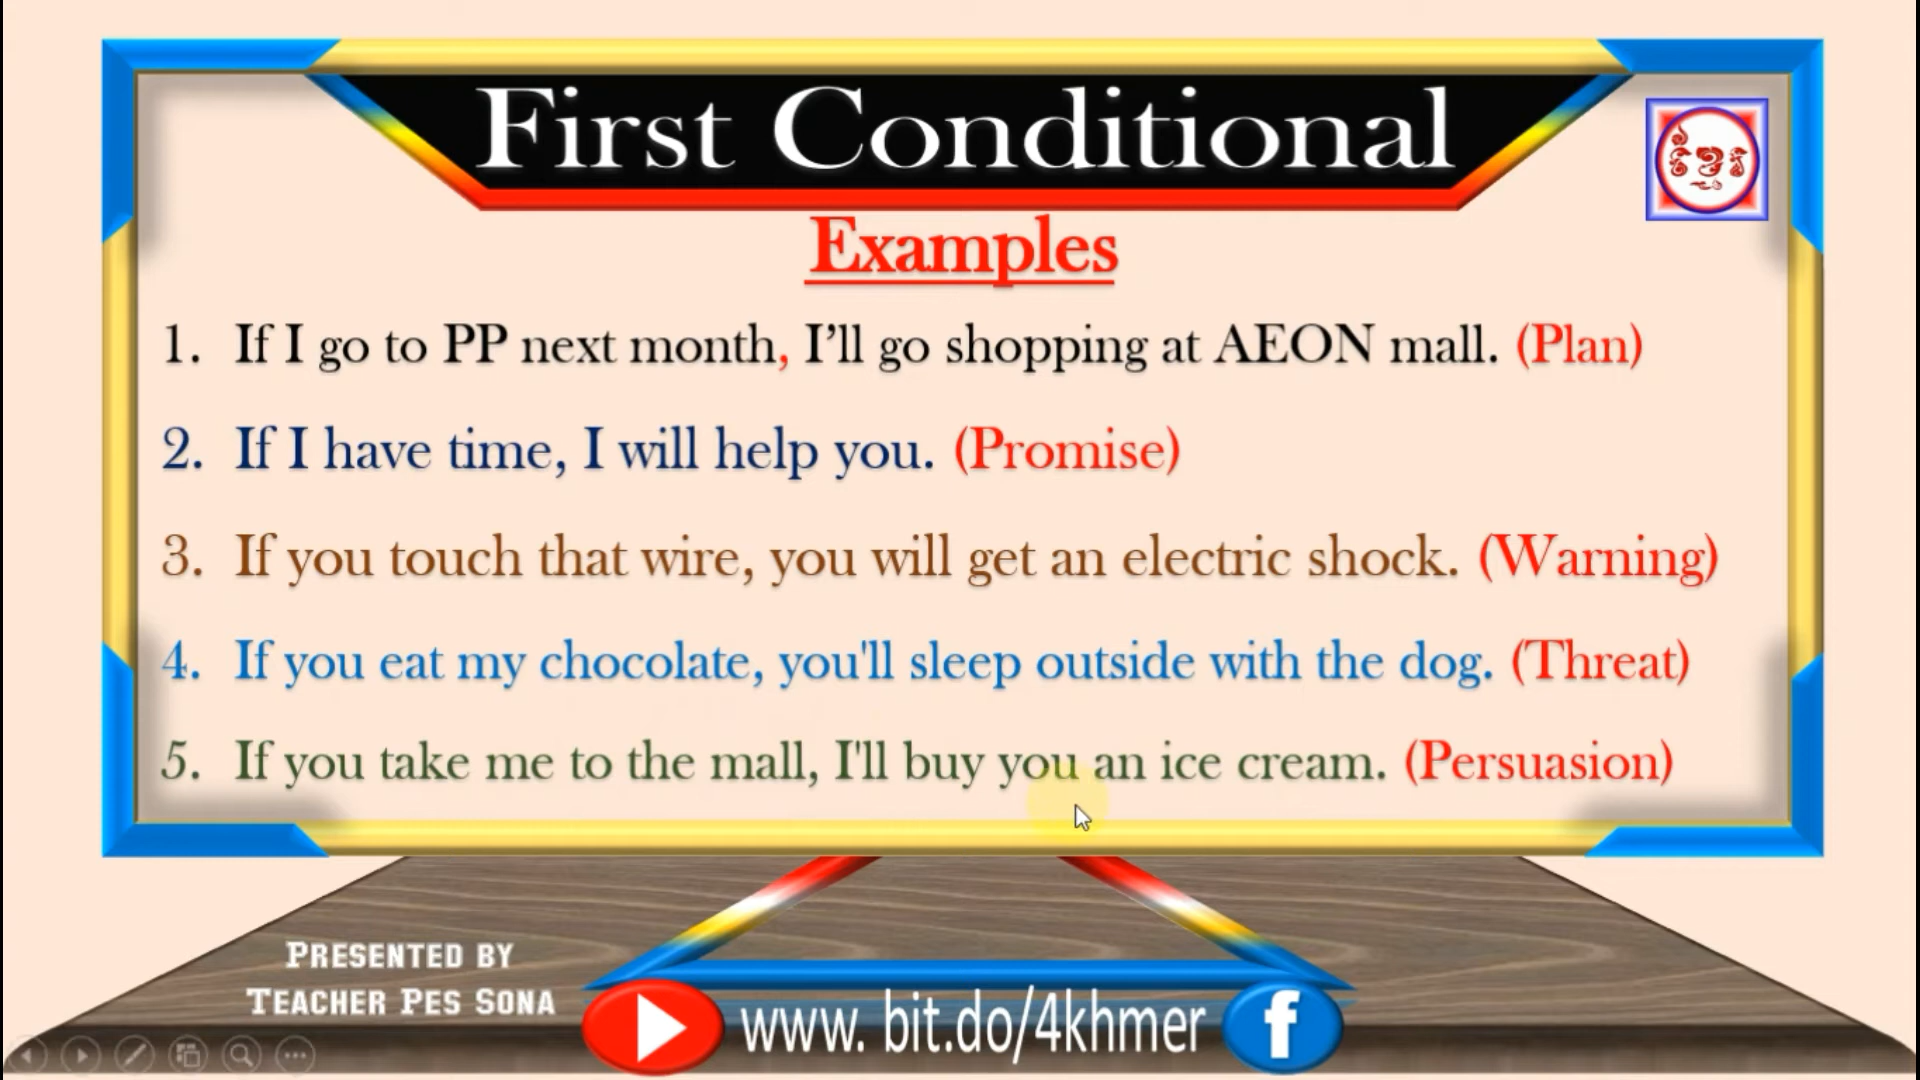 First Conditional
ខ្មែរ
Examples
1. If I go to PP next month, I’ll go shopping at AEON mall. (Plan)
2. If I have time, I will help you. (Promise)
3. If you touch that wire, you will get an electric shock. (Warning)
4. If you eat my chocolate, you'll sleep outside with the dog. (Threat)
5. If you take me to the mall, I'll buy you an ice cream. (Persuasion)
PRESENTED BY
TEACHER PES SONA
www. bit.do/4khmer
f